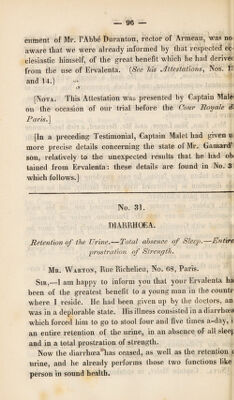 — 96 —
cument of Mr. l'Abbé Duranton, rector of Armeau, was no
aware that we were already informed by that respected ec-
clesiastic himself, of the great benefit which he had derived
from the use of Ervalenta. (See his Attestations, Nos. 1
and 14.)
[Nota. This Attestation was presented by Captain Malet
on the occasion of our trial before the Cour Royale d
Paris.]
[In a preceding Testimonial, Captain Malet had given u
more precise details concerning the state of Mr. Gamard'
son, relatively to the unexpected results that he had ob
tained from Ervalenta: these details are found in No. 3
which follows.]
No. 31.
DIARRHOEA.
Retention of the Urine.—Total absence of Sleep.—Entire
prostration of Strength.
Mr. Warton, Rue Richelieu, No. 68, Paris.
Sir,—I am happy to inform you that your Ervalenta ha
been of the greatest benefit to a young man in the countr
where I reside. He had been given up by the doctors, an
was in a deplorable state. His illness consisted in a diarrhoea
which forced him to go to stool four and five times a-day,
an entire retention of the urine, in an absence of all sleep
and in a total prostration of strength.
Now the diarrhoea has ceased, as well as the retention
urine, and he already performs those two functions like
person in sound health.